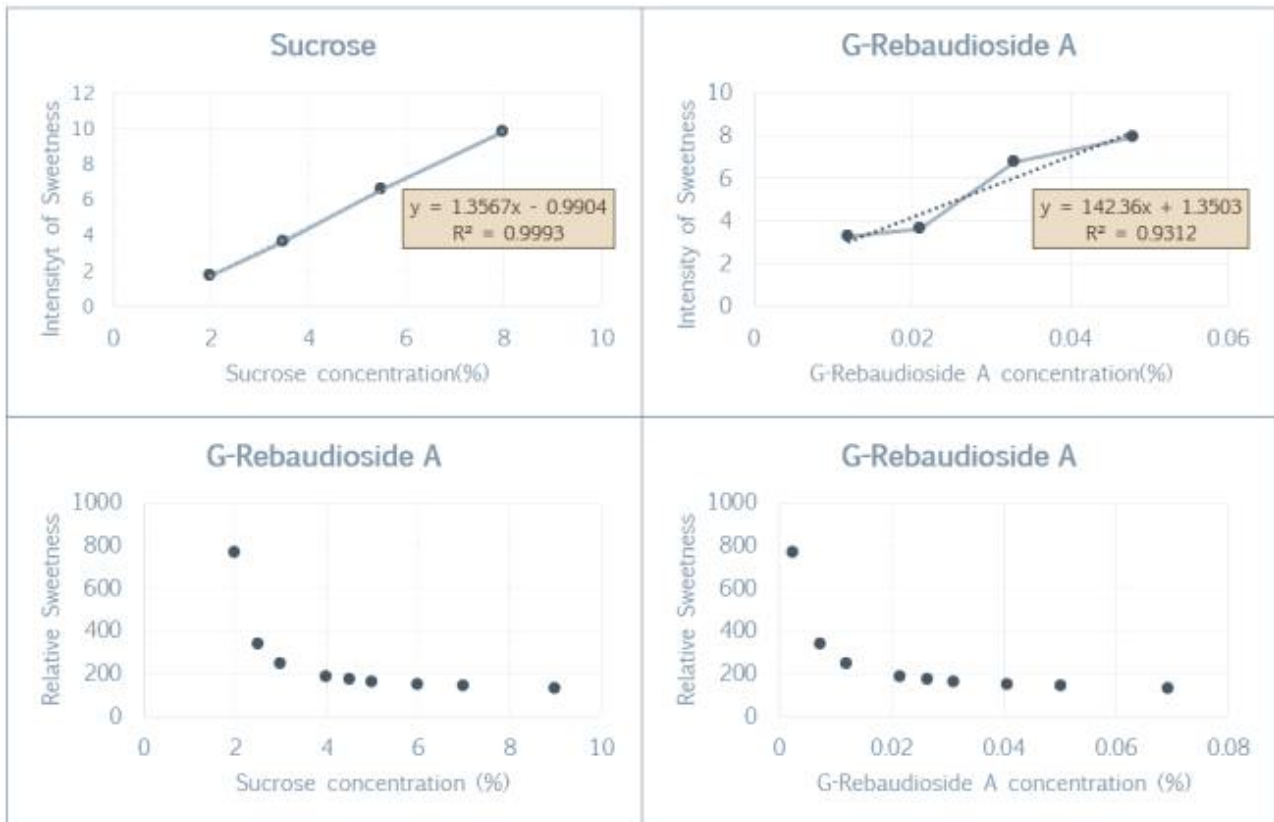 Sucrose
Intensityt of Sweetness
12
10
8
6
4
2
0
y = 1.3567x - 0.9904
R² = 0.9993
0 2 4 6 8 10
Sucrose concentration(%)
G-Rebaudioside A
Intensity of Sweetness
10
8
6
4
2
0
y = 142.36x + 1.3503
R² = 0.9312
0 0.02 0.04 0.06
G-Rebaudioside A concentration(%)
G-Rebaudioside A
Relative Sweetness
1000
800
600
400
200
0
0 2 4 6 8 10
Sucrose concentration (%)
G-Rebaudioside A
Relative Sweetness
1000
800
600
400
200
0
0 0.02 0.04 0.06 0.08
G-Rebaudioside A concentration (%)